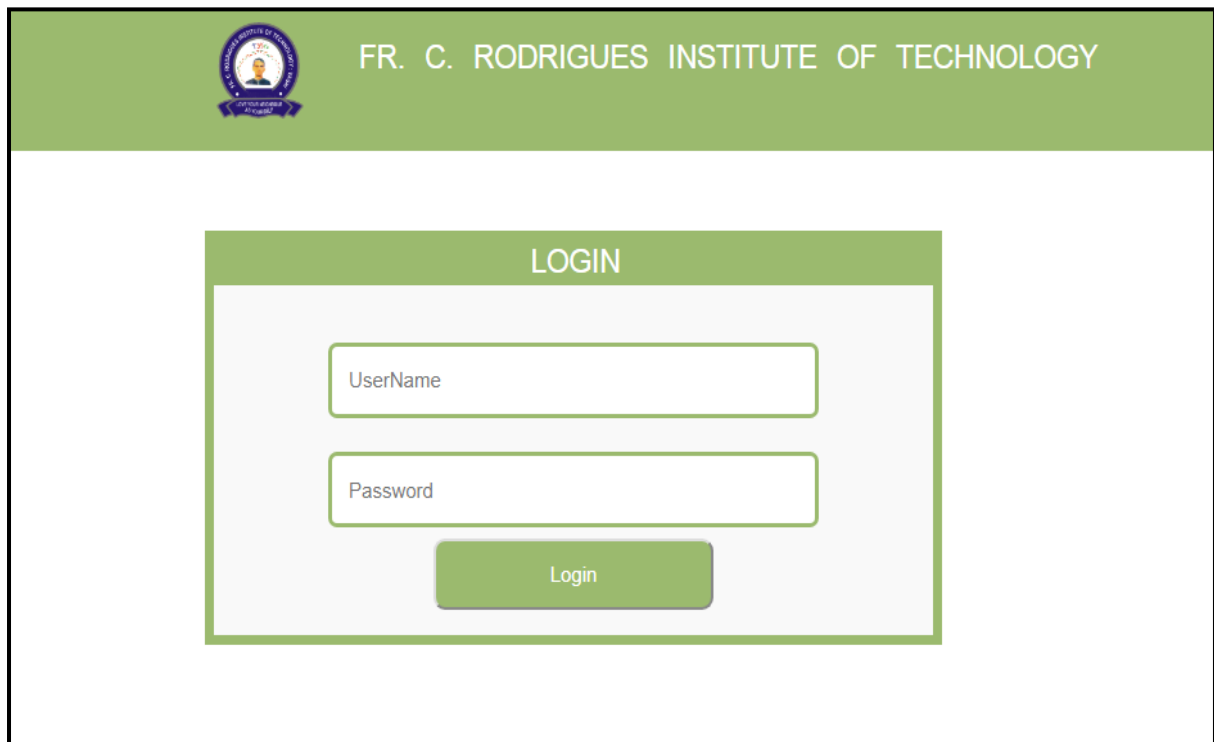 FR. C. RODRIGUES INSTITUTE OF TECHNOLOGY
LOGIN
UserName
Password
Login